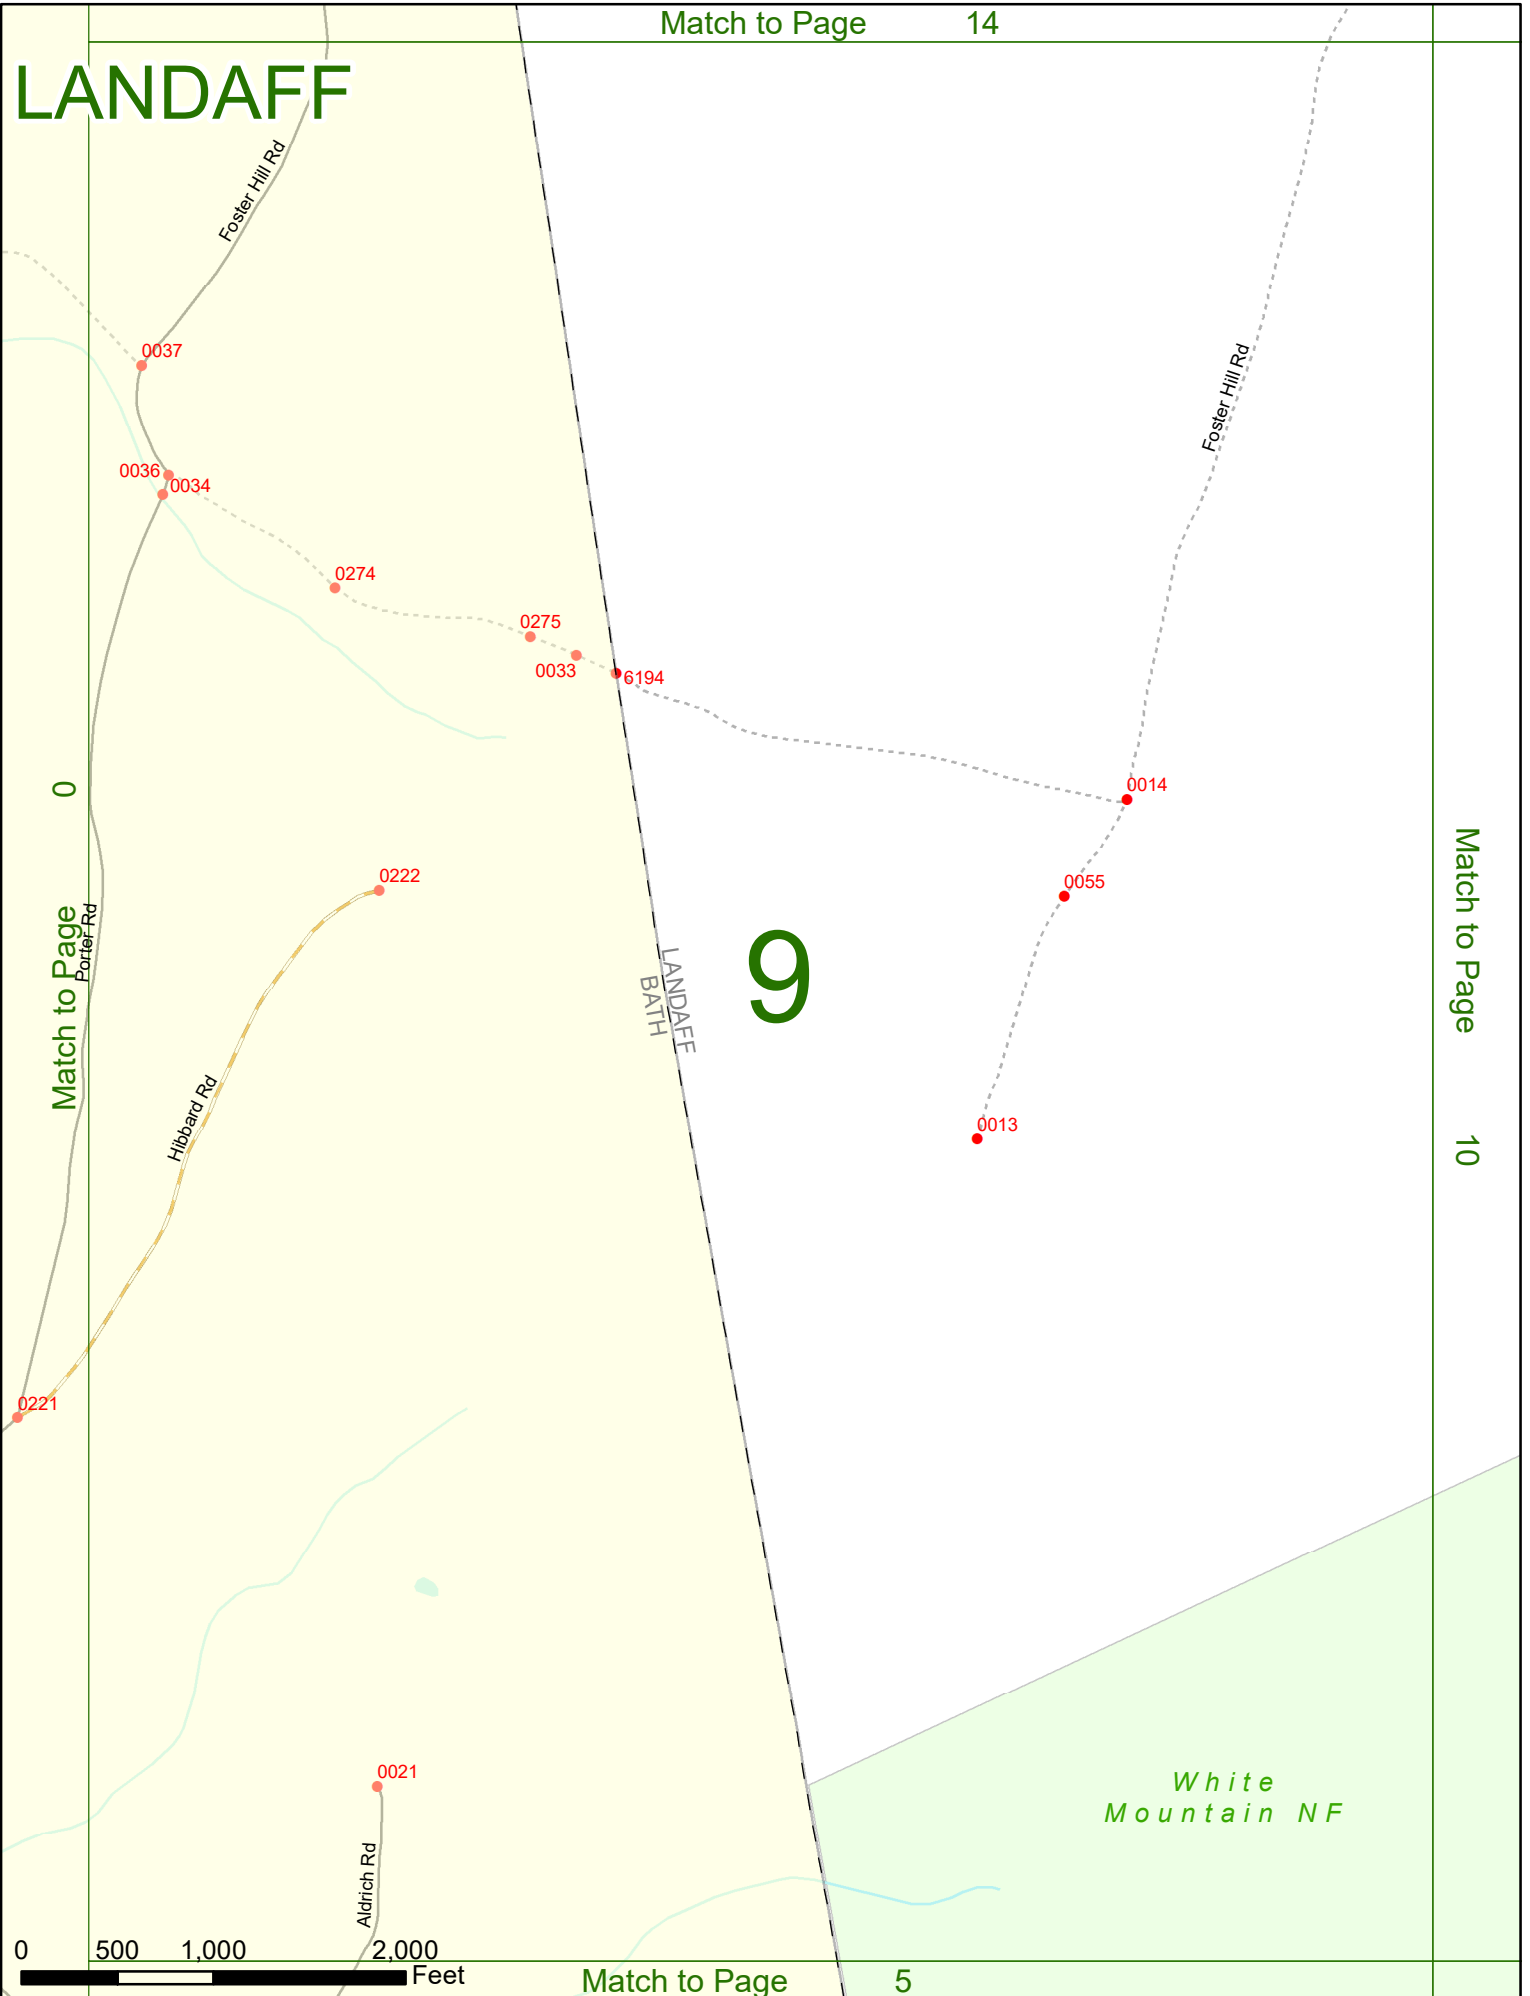 Match to Page 14
LANDAFF
Foster Hill Rd
0037
Foster Hill Rd
0036
0034
0274
0275
0033
6194
0014
0
Match to Page
Porter Rd
0222
0055
Match to Page
10
9
LANDAFF
BATH
Hibbard Rd
0013
0221
White
Mountain NF
0021
Aldrich Rd
0 500 1,000 2,000
Feet
Match to Page 5